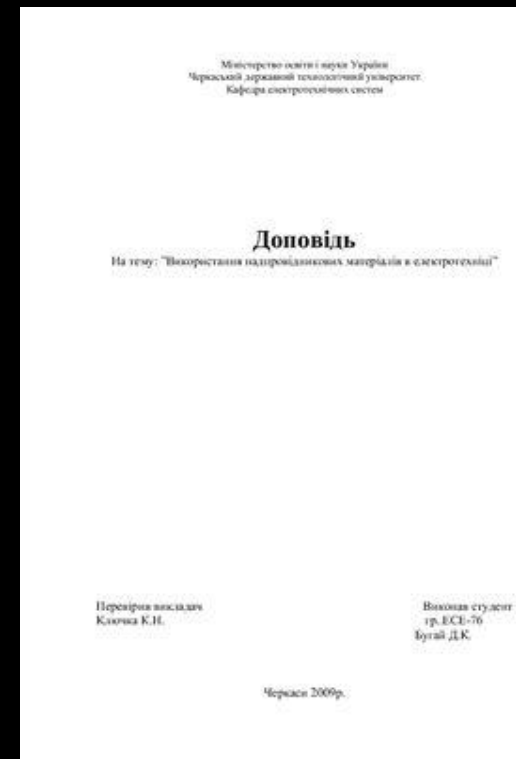 Міністерство освіти і науки України
Черкаський державний технологічний університет
Кафедра електротехнічних систем
Доповідь
На тему: "Використання надпровідникових матеріалів в електротехніці"
Перевірив викладач
Ключка К.Н.
Виконав студент
гр. ЕСЕ-76
Бугай Д.К.
Черкаси 2009р.